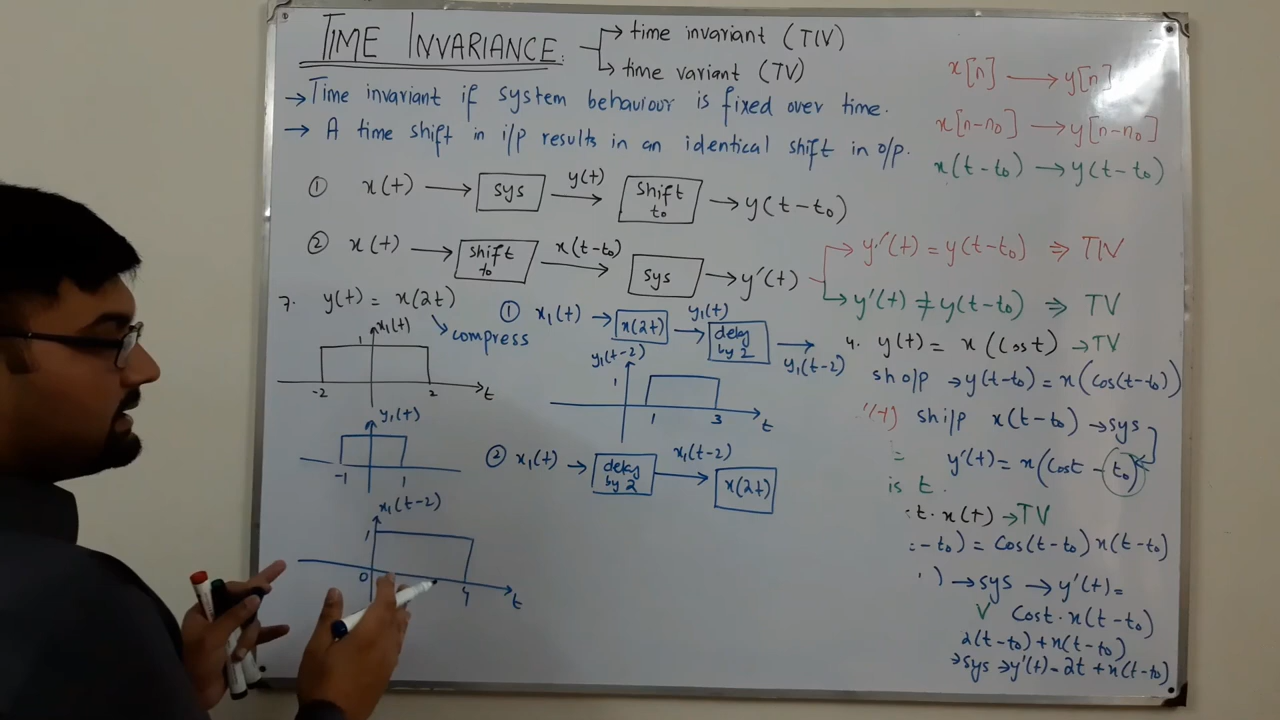 TIME INVARIANCE. → time invariant (TIV)
→ time variant (TV)
→ Time invariant if system behaviour is fixed over time.
→ A time shift in i/p results in an identical shift in o/p.
x[n] → y[n]
x[n-n₀] → y[n-n₀]
x(t-t₀) → y(t-t₀)
① x(t) → sys y(t) → shift t₀ → y(t-t₀)
② x(t) → shift t₀ x(t-t₀) → sys → y'(t)
→ y'(t) = y(t-t₀) ⇒ TIV
→ y'(t) ≠ y(t-t₀) ⇒ TV
7. y(t) = x(2t)
compress
x₁(t)
1
-2 2 t
y₁(t)
-1 1
x₁(t-2)
1
0 4 t
① x₁(t) → x(2t) y₁(t) → delay by 2 → y₁(t-2)
y₁(t-2)
1
1 3 t
② x₁(t) → delay by 2 x₁(t-2) → x(2t)
4. y(t) = x(cost) → TV
sh o/p → y(t-t₀) = x(cos(t-t₀))
sh i/p x(t-t₀) → sys
= y'(t) = x(cost - t₀)
is t.
t. x(t) → TV
-t₀) = cos(t-t₀) x(t-t₀)
) → sys → y'(t) =
cost. x(t-t₀)
2(t-t₀) + x(t-t₀)
→ sys → y'(t) = 2t + x(t-t₀)